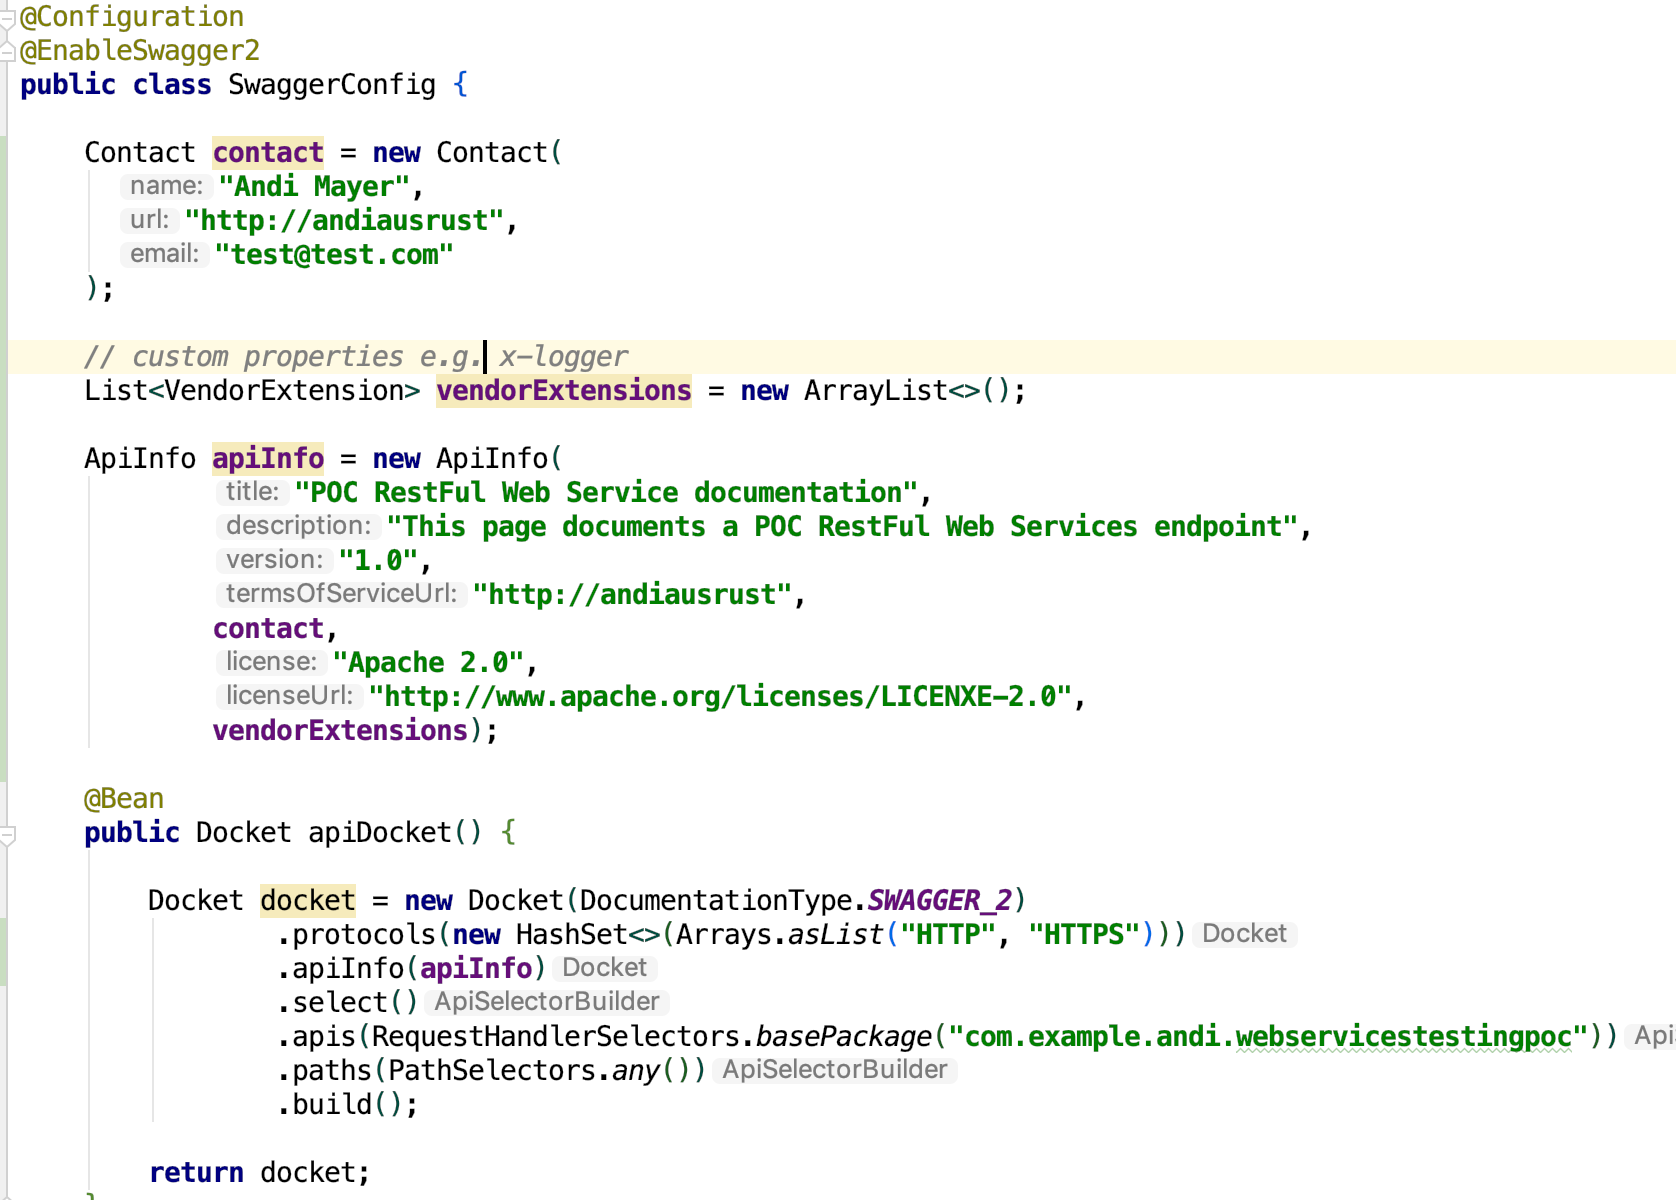 @Configuration
@EnableSwagger2
public class SwaggerConfig {
Contact contact = new Contact(
name: "Andi Mayer",
url: "http://andiausrust",
email: "test@test.com"
);
// custom properties e.g. x-logger
List<VendorExtension> vendorExtensions = new ArrayList<>();
ApiInfo apiInfo = new ApiInfo(
title: "POC RestFul Web Service documentation",
description: "This page documents a POC RestFul Web Services endpoint",
version: "1.0",
termsOfServiceUrl: "http://andiausrust",
contact,
license: "Apache 2.0",
licenseUrl: "http://www.apache.org/licenses/LICENXE-2.0",
vendorExtensions);
@Bean
public Docket apiDocket() {
Docket docket = new Docket(DocumentationType.SWAGGER_2)
.protocols(new HashSet<>(Arrays.asList("HTTP", "HTTPS"))) Docket
.apiInfo(apiInfo) Docket
.select() ApiSelectorBuilder
.apis(RequestHandlerSelectors.basePackage("com.example.andi.webservicestestingpoc")) Api
.paths(PathSelectors.any()) ApiSelectorBuilder
.build();
return docket;
}